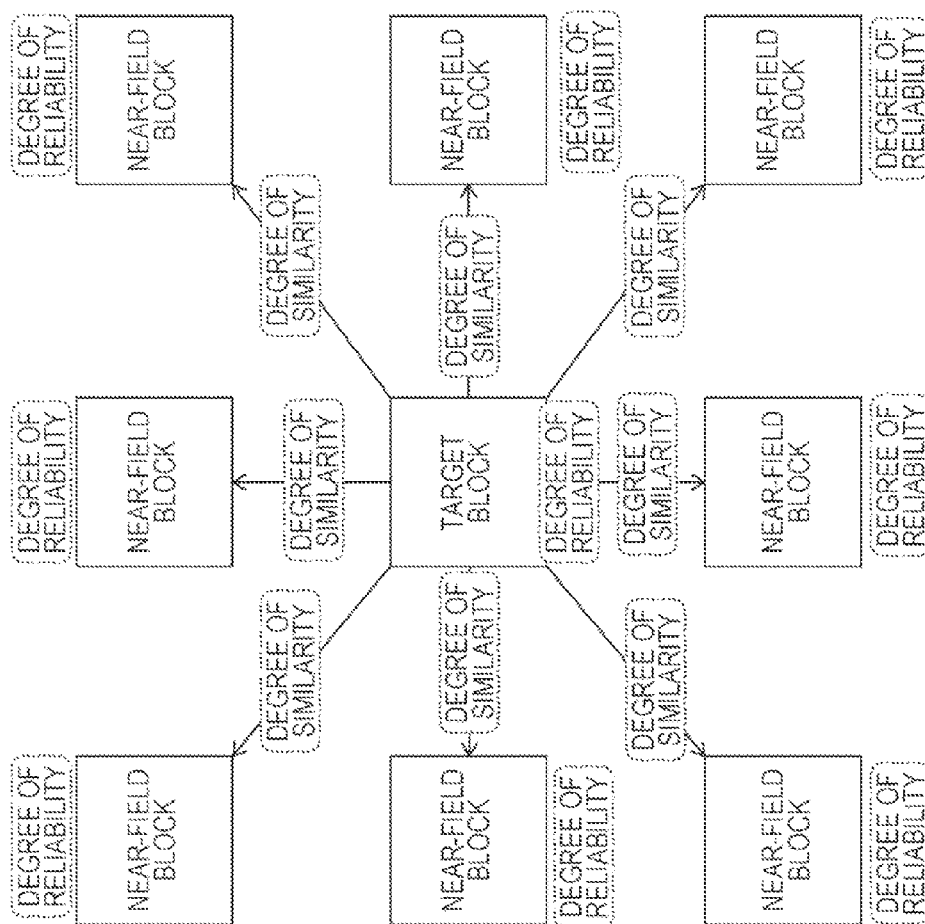 DEGREE OF
RELIABILITY
NEAR-FIELD
BLOCK
DEGREE OF
RELIABILITY
NEAR-FIELD
BLOCK
DEGREE OF
RELIABILITY
NEAR-FIELD
BLOCK
DEGREE OF
SIMILARITY
DEGREE OF
SIMILARITY
DEGREE OF
SIMILARITY
NEAR-FIELD
BLOCK
DEGREE OF
RELIABILITY
DEGREE OF
SIMILARITY
TARGET
BLOCK
DEGREE OF
RELIABILITY
DEGREE OF
SIMILARITY
NEAR-FIELD
BLOCK
DEGREE OF
RELIABILITY
DEGREE OF
SIMILARITY
DEGREE OF
SIMILARITY
DEGREE OF
SIMILARITY
NEAR-FIELD
BLOCK
DEGREE OF
RELIABILITY
NEAR-FIELD
BLOCK
DEGREE OF
RELIABILITY
NEAR-FIELD
BLOCK
DEGREE OF
RELIABILITY